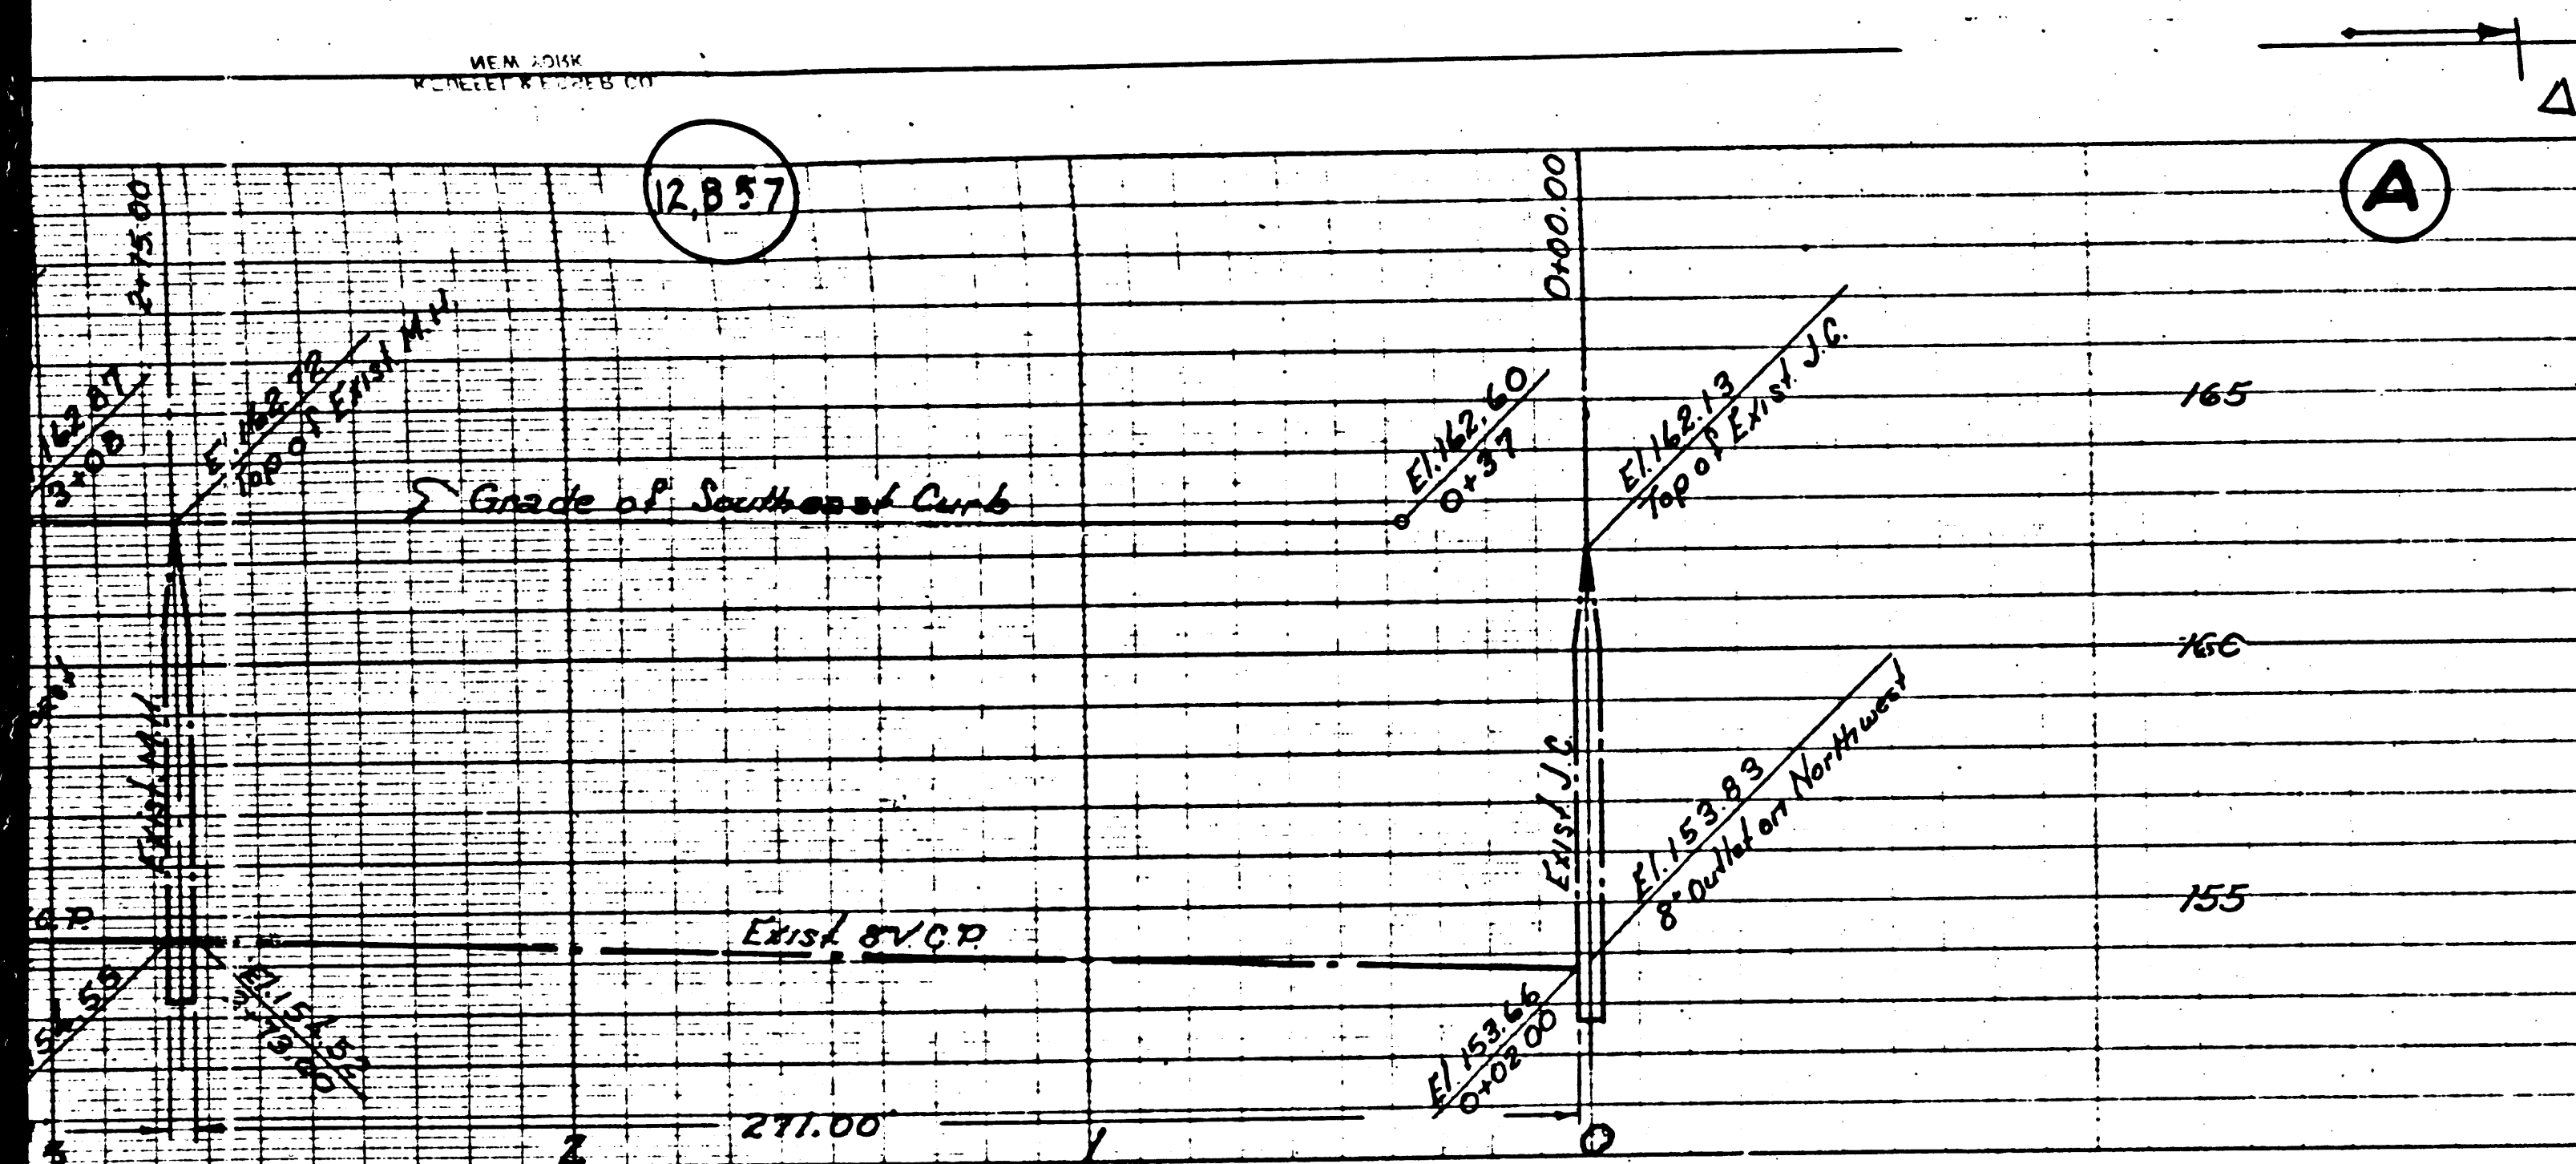 12,857
A
2+75.00
0+00.00
162.87
3+08
El.162.72
Top of Exist. M.H.
Grade of Southeast Curb
El.162.60
0+37
El.162.13
Top of Exist. J.C.
165
155
Exist. M.H.
Exist. J.C.
El.153.83
8" Outlet on Northwest
Exist 8" V.C.P.
C.P.
El.153.66
0+02.00
271.00
3
2
1
0